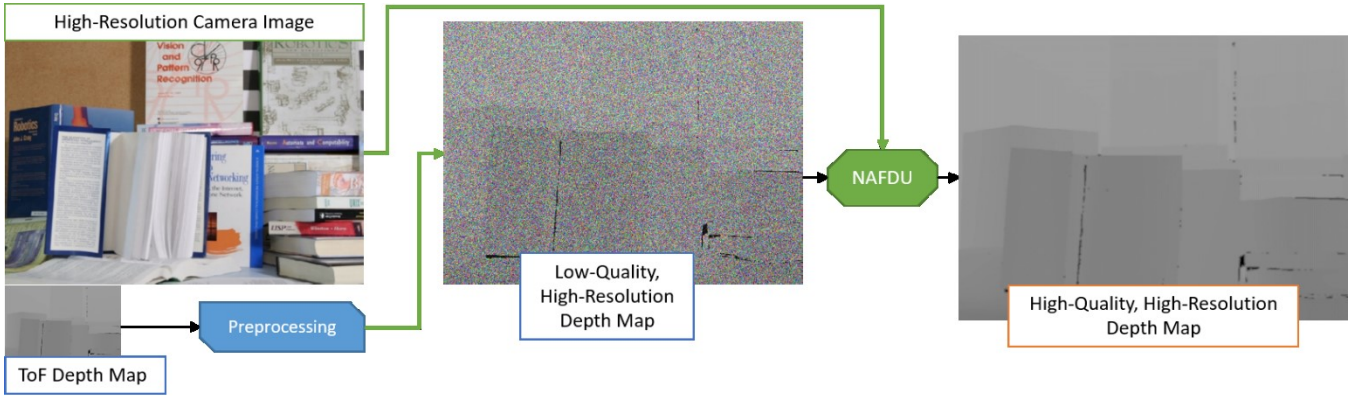 High-Resolution Camera Image
Vision
and
Pattern
Recognition
ROBOTICS
Robotics
Networking
NAFDU
Low-Quality,
High-Resolution
Depth Map
High-Quality, High-Resolution
Depth Map
Preprocessing
ToF Depth Map